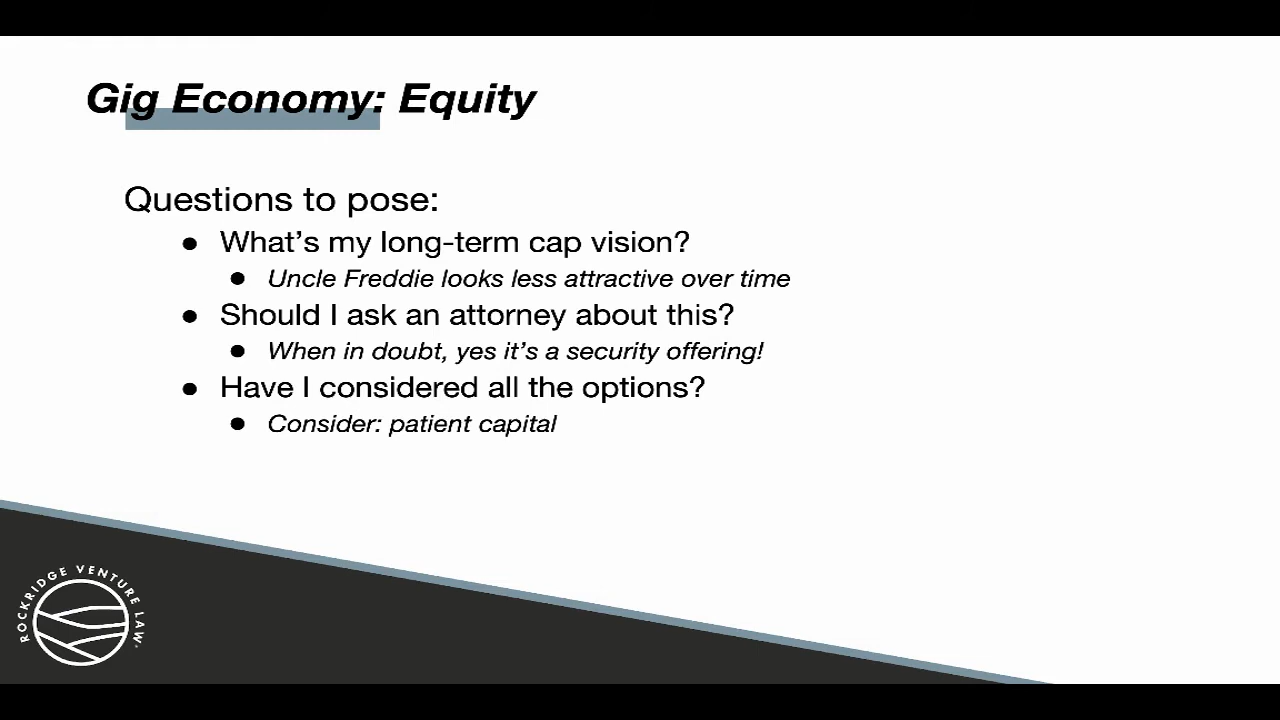 Gig Economy: Equity
Questions to pose:
● What's my long-term cap vision?
● Uncle Freddie looks less attractive over time
● Should I ask an attorney about this?
● When in doubt, yes it's a security offering!
● Have I considered all the options?
● Consider: patient capital
ROCKRIDGE VENTURE LAW